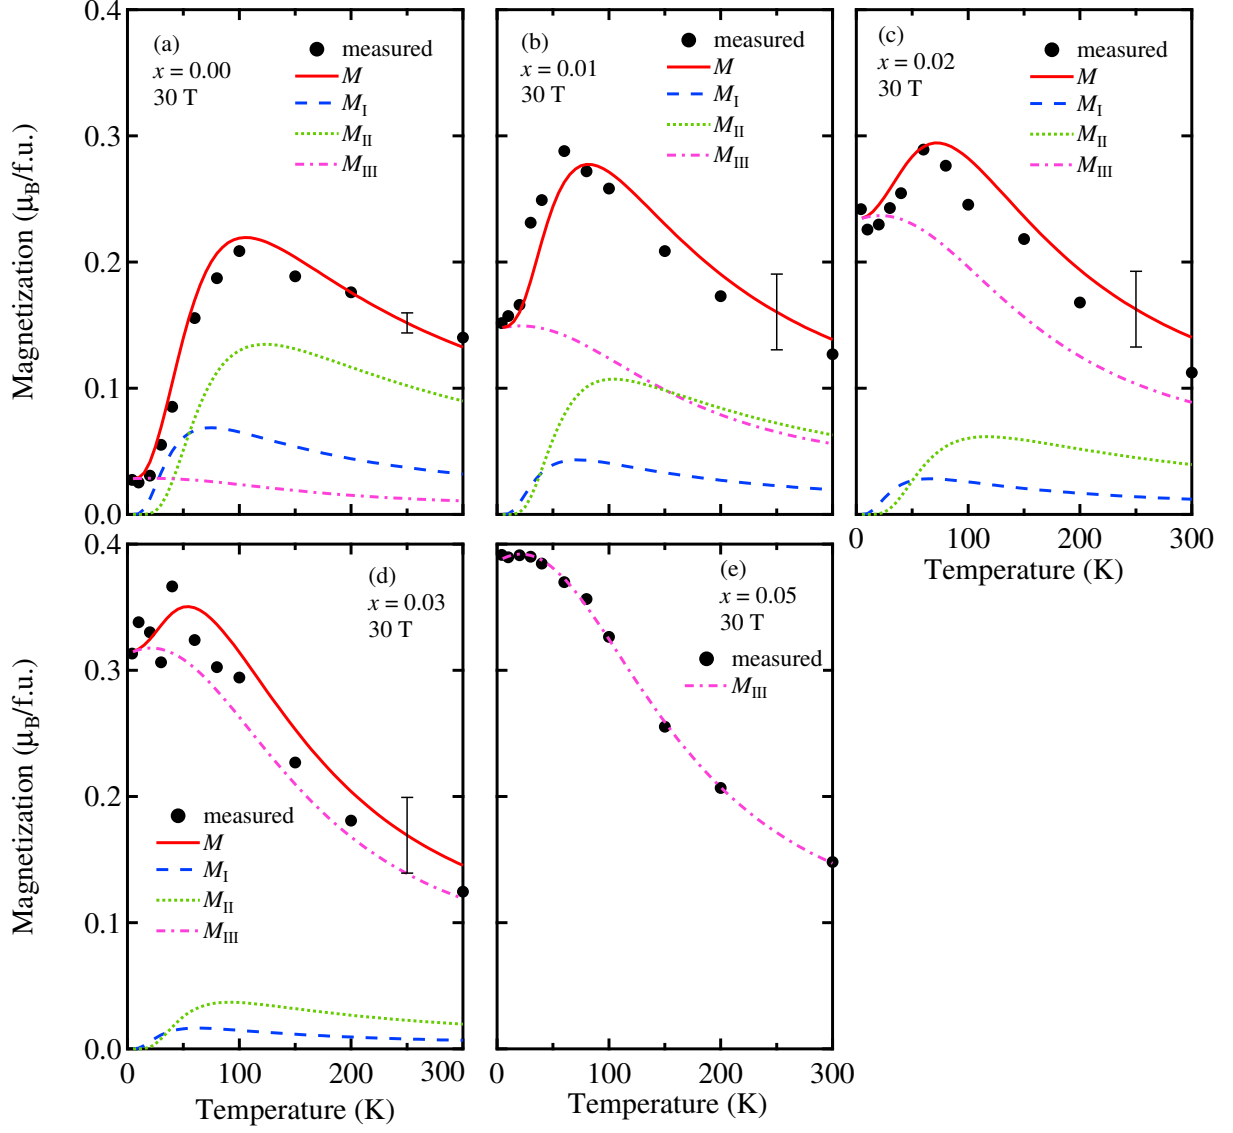 0.4
0.3
0.2
0.1
0.0
Magnetization (μB/f.u.)
(a)
x = 0.00
30 T
measured
M
MI
MII
MIII
(b)
x = 0.01
30 T
measured
M
MI
MII
MIII
(c)
x = 0.02
30 T
measured
M
MI
MII
MIII
0
100
200
300
Temperature (K)
0.4
0.3
0.2
0.1
0.0
Magnetization (μB/f.u.)
(d)
x = 0.03
30 T
measured
M
MI
MII
MIII
0
100
200
300
Temperature (K)
(e)
x = 0.05
30 T
measured
MIII
0
100
200
300
Temperature (K)